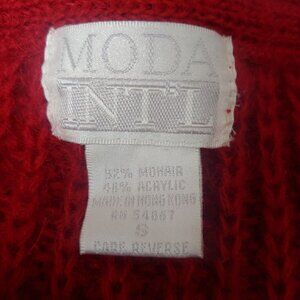 MODA
INT'L
52% MOHAIR
48% ACRYLIC
MADE IN HONG KONG
RN 54867
S
CARE REVERSE